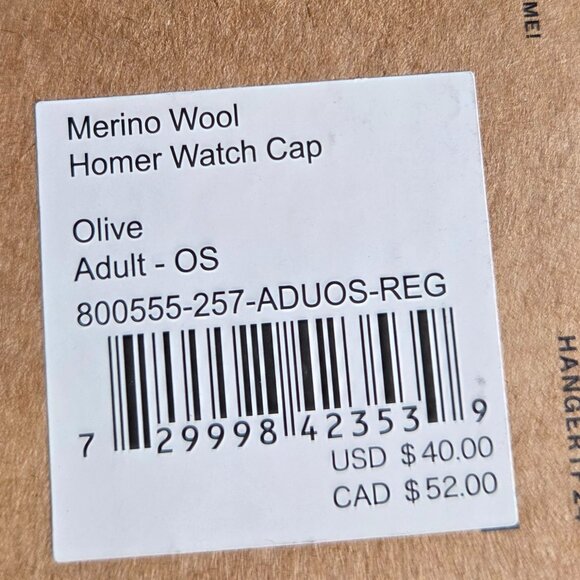 Merino Wool
Homer Watch Cap
Olive
Adult - OS
800555-257-ADUOS-REG
7 29998 42353 9
USD $40.00
CAD $52.00
ME!